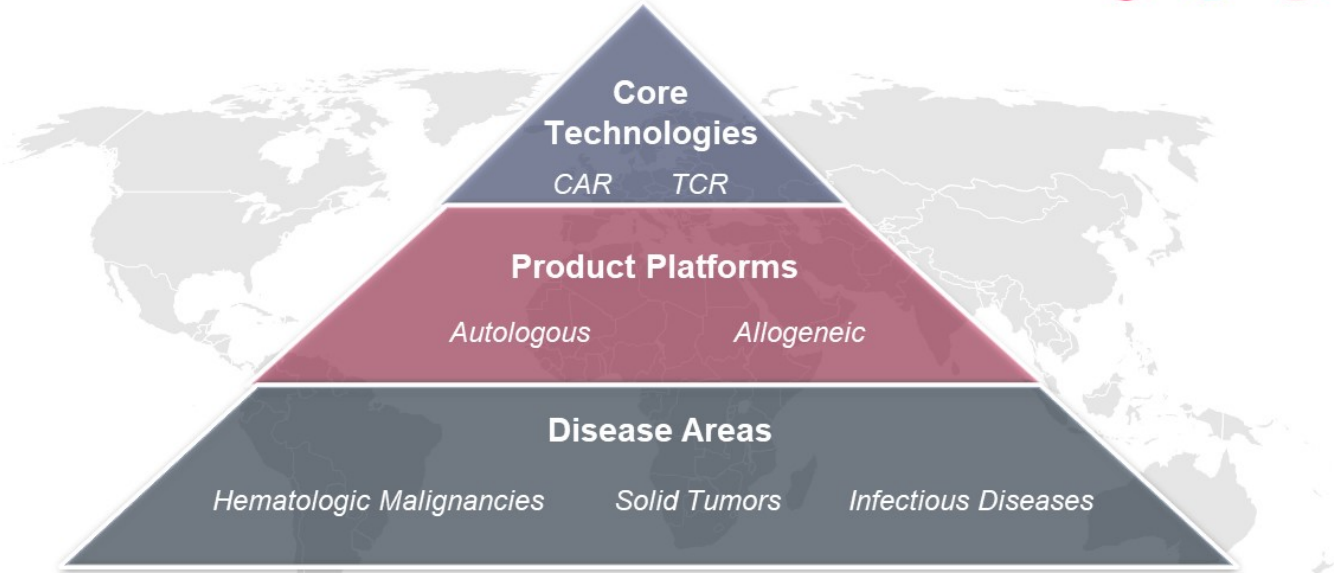 Core
Technologies
CAR TCR
Product Platforms
Autologous Allogeneic
Disease Areas
Hematologic Malignancies Solid Tumors Infectious Diseases